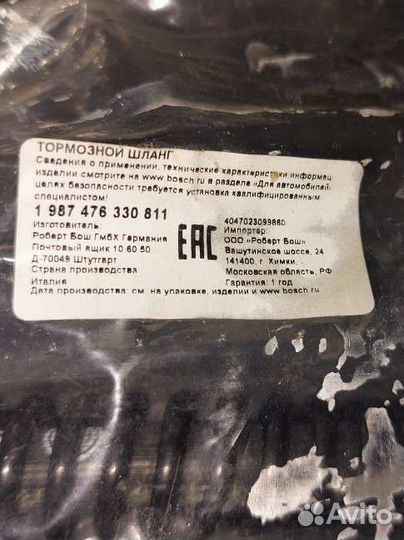 ТОРМОЗНОЙ ШЛАНГ
Сведения о применении, технические характеристики информац
изделии смотрите на www.bosch.ru в разделе «Для автомобилей»
целях безопасности требуется установка квалифицированным
специалистом!
1 987 476 330 811
Изготовитель:
Роберт Бош ГмбХ Германия
Почтовый ящик 10 60 50
Д-70049 Штутгарт
Страна производства
Италия
EAC
4047023099860
Импортер:
ООО «Роберт Бош»
Вашутинское шоссе, 24
141400, г. Химки,
Московская область, РФ
Гарантия: 1 год
Дата производства: см. на упаковке, изделии и www.bosch.ru
Avito